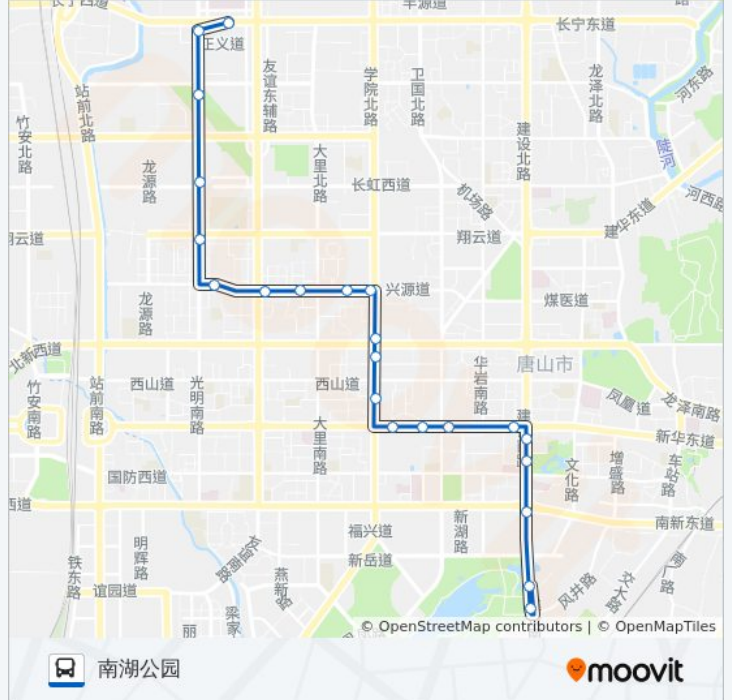 长宁西道
丰源道
路
长宁东道
正义道
友谊东辅路
学院北路
卫国北路
龙泽北路
河东路
站前北路
竹安北路
建设北路
陡河
龙源路
大里北路
长虹西道
机场路
河西路
建华东道
翔云道
翔云道
兴源道
龙源路
煤医道
北新西道
唐山市
华岩南路
西山道
西山道
竹安南路
站前南路
光明南路
凤凰道
龙泽南路
建
路
新华东道
大里南路
文化路
增盛路
车站路
国防西道
西道
新湖路
福兴道
南新东道
新岳道
明辉路
铁东路
燕新路
谊园道
风井路
交水路
梁家
丽
© OpenStreetMap contributors | © OpenMapTiles
南湖公园
moovit